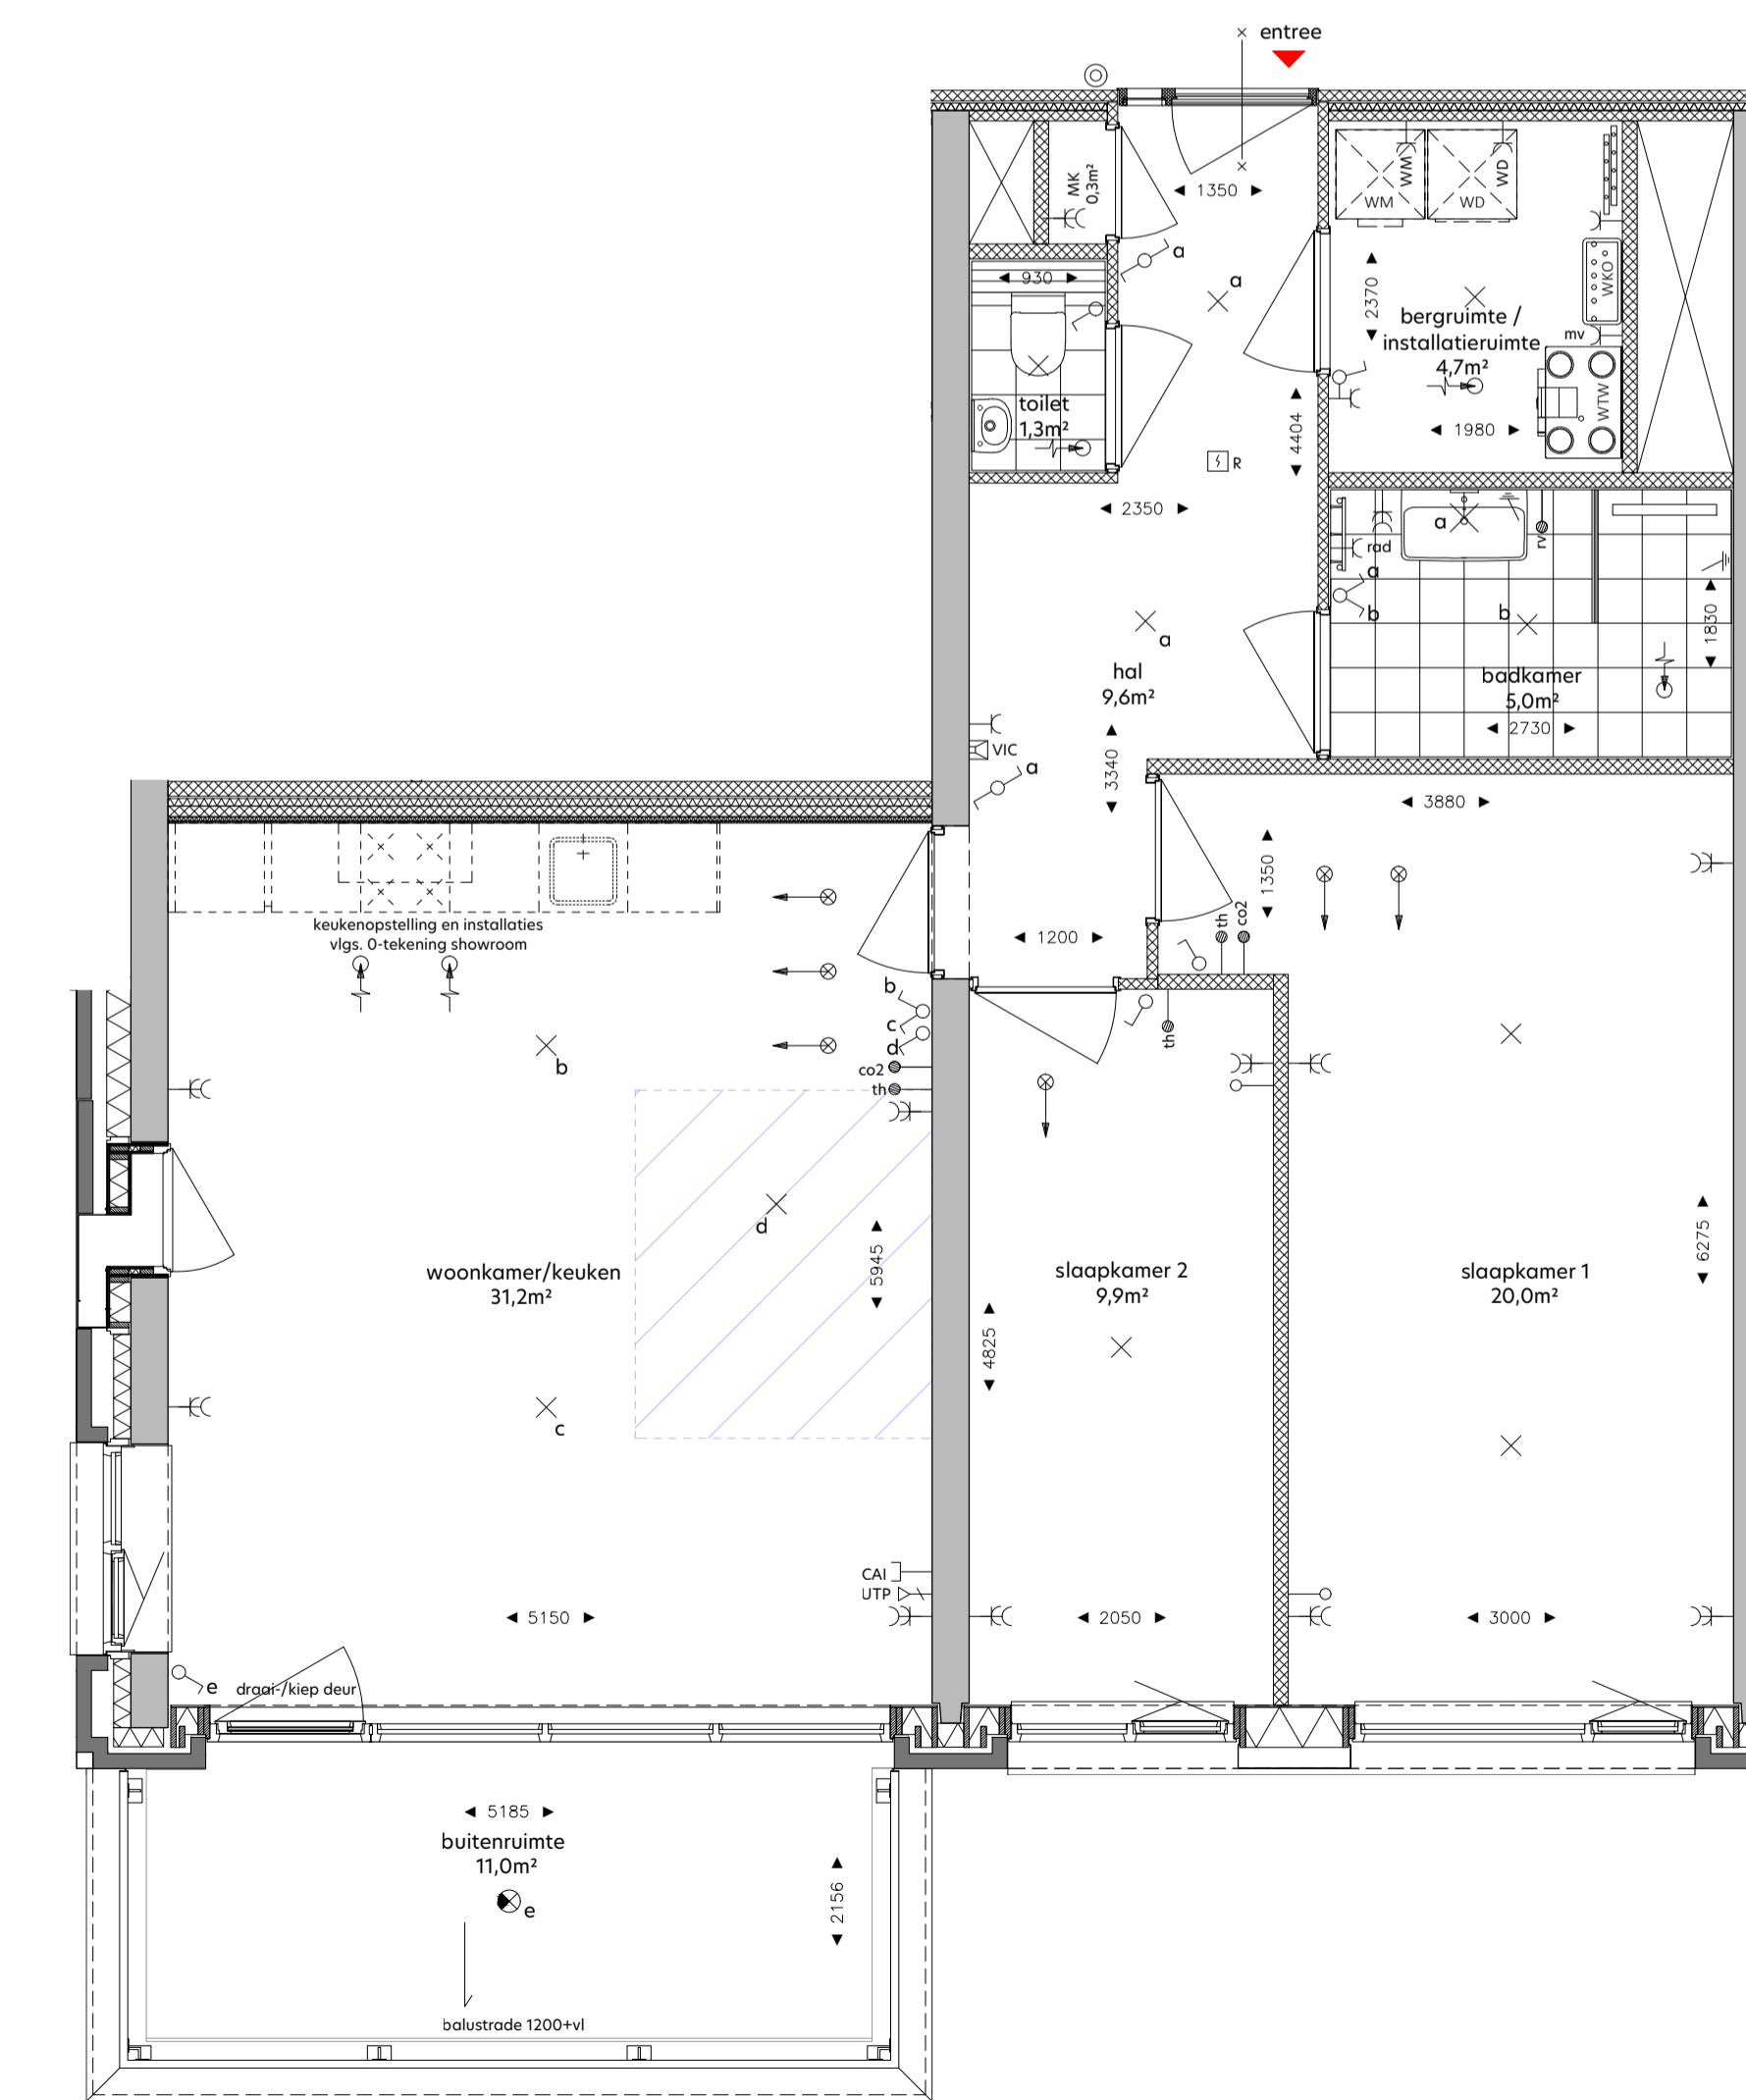 entree
MK
0,3m²
1350
WM
WD
WM
WD
a
930
a
2370
WKO
bergruimte /
installatieruimte
4,7m²
mv
WTW
toilet
1,3m²
4404
1980
R
2350
a
rad.
rv
a
b
b
1830
a
hal
9,6m²
badkamer
5,0m²
2730
VIC
a
3340
3880
1350
keukenopstelling en installaties
vlgs. 0-tekening showroom
1200
th
co2
b
c
d
th
b
co2
th
d
5945
6275
woonkamer/keuken
31,2m²
slaapkamer 2
9,9m²
slaapkamer 1
20,0m²
4825
c
CAI
UTP
5150
2050
3000
e
draai-/kiep deur
5185
buitenruimte
11,0m²
e
2156
balustrade 1200+vl